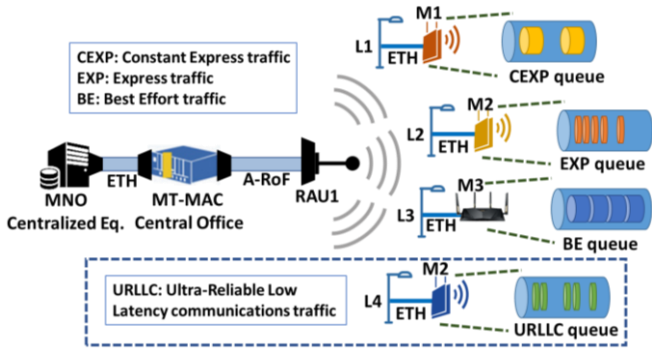 CEXP: Constant Express traffic
EXP: Express traffic
BE: Best Effort traffic
M1
L1
ETH
CEXP queue
M2
L2
ETH
EXP queue
MNO
Centralized Eq.
ETH
MT-MAC
Central Office
A-RoF
RAU1
M3
L3
ETH
BE queue
URLLC: Ultra-Reliable Low
Latency communications traffic
M2
L4
ETH
URLLC queue